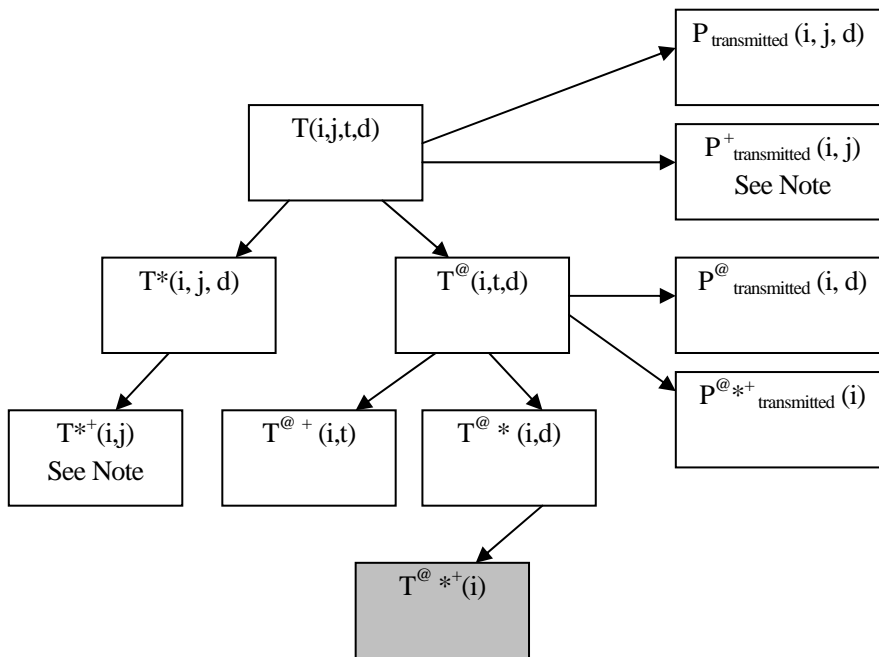 P transmitted (i, j, d)
T(i,j,t,d)
P+ transmitted (i, j)
See Note
T*(i, j, d)
T@(i,t,d)
P@ transmitted (i, d)
P@*+ transmitted (i)
T*+(i,j)
See Note
T@ + (i,t)
T@ * (i,d)
T@ *+(i)